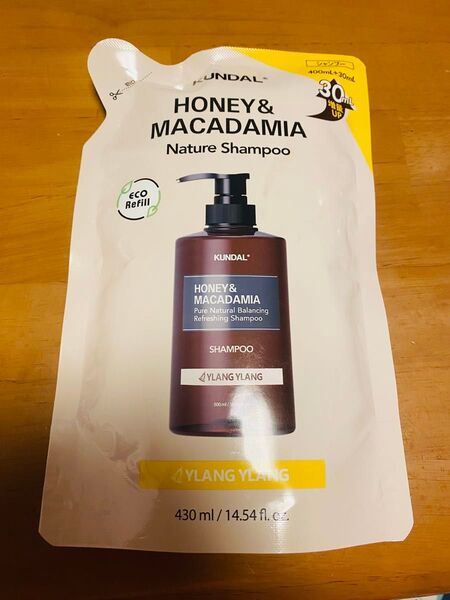 KUNDAL®
シャンプー
400mL+30mL
30mL
増量
UP
HONEY&
MACADAMIA
Nature Shampoo
ECO
Refill
KUNDAL®
HONEY&
MACADAMIA
Pure Natural Balancing
Refreshing Shampoo
SHAMPOO
YLANG YLANG
500ml /
YLANG YLANG
430 ml / 14.54 fl. oz.